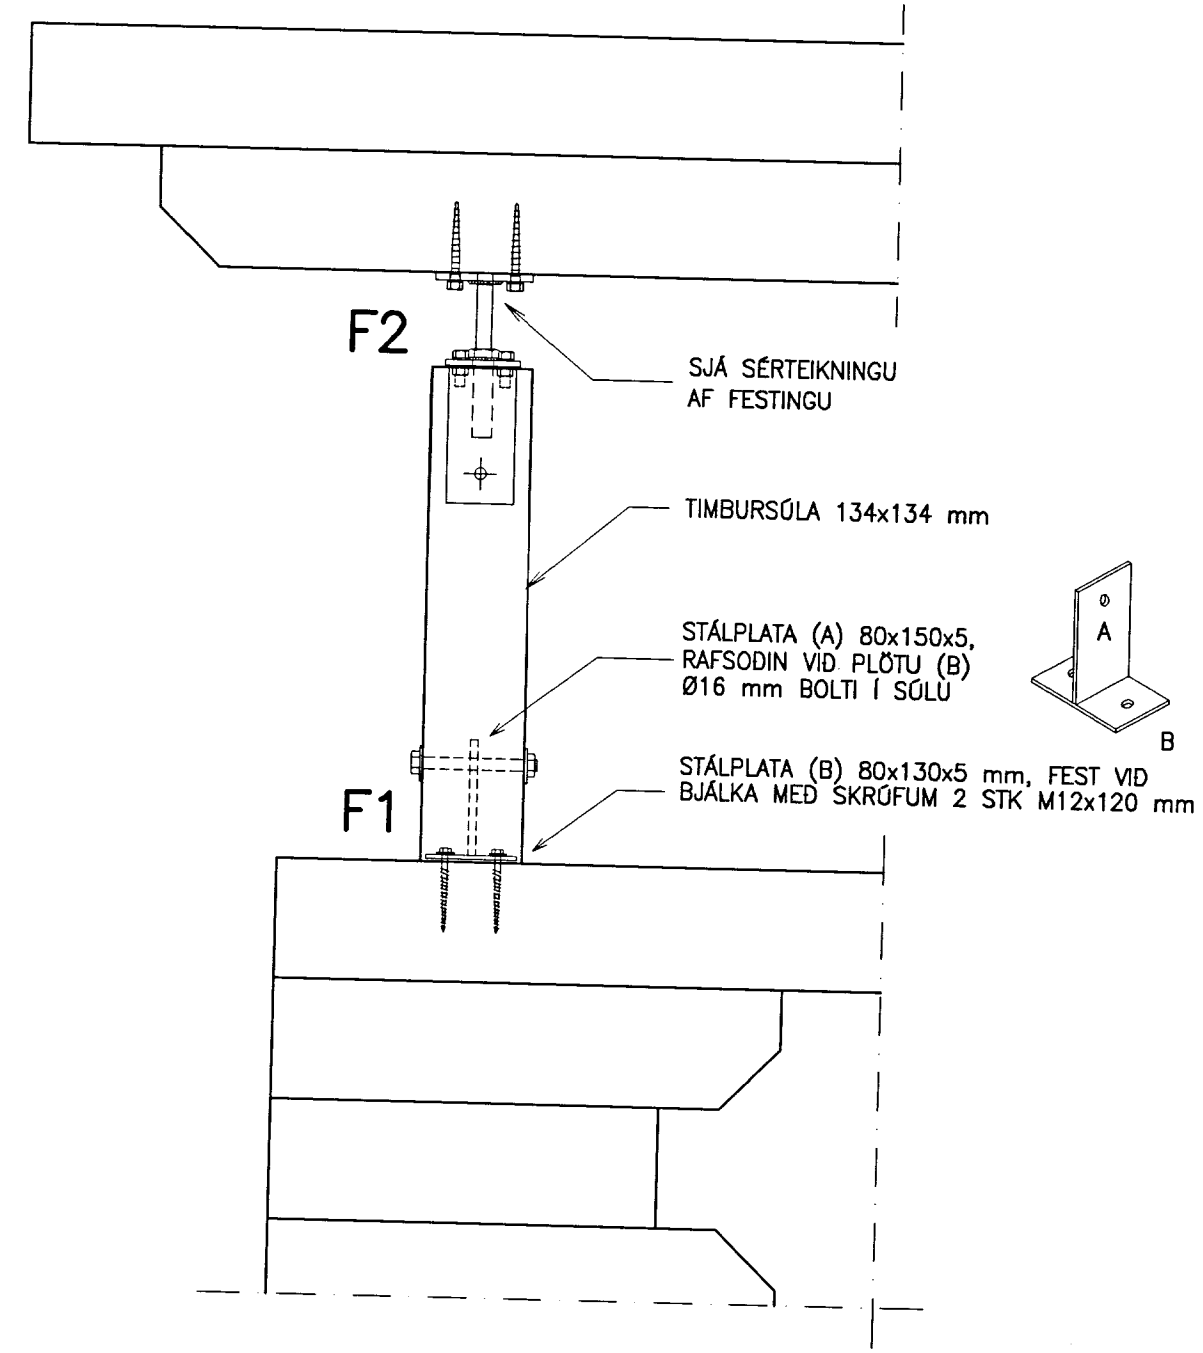 F2
SJÁ SÉRTEIKNINGU
AF FESTINGU
TIMBURSÚLA 134x134 mm
STÁLPLATA (A) 80x150x5,
RAFSODIN VIÐ PLÖTU (B)
Ø16 mm BOLTI Í SÚLU
A
B
STÁLPLATA (B) 80x130x5 mm, FEST VIÐ
BJÁLKA MEÐ SKRÚFUM 2 STK M12x120 mm
F1